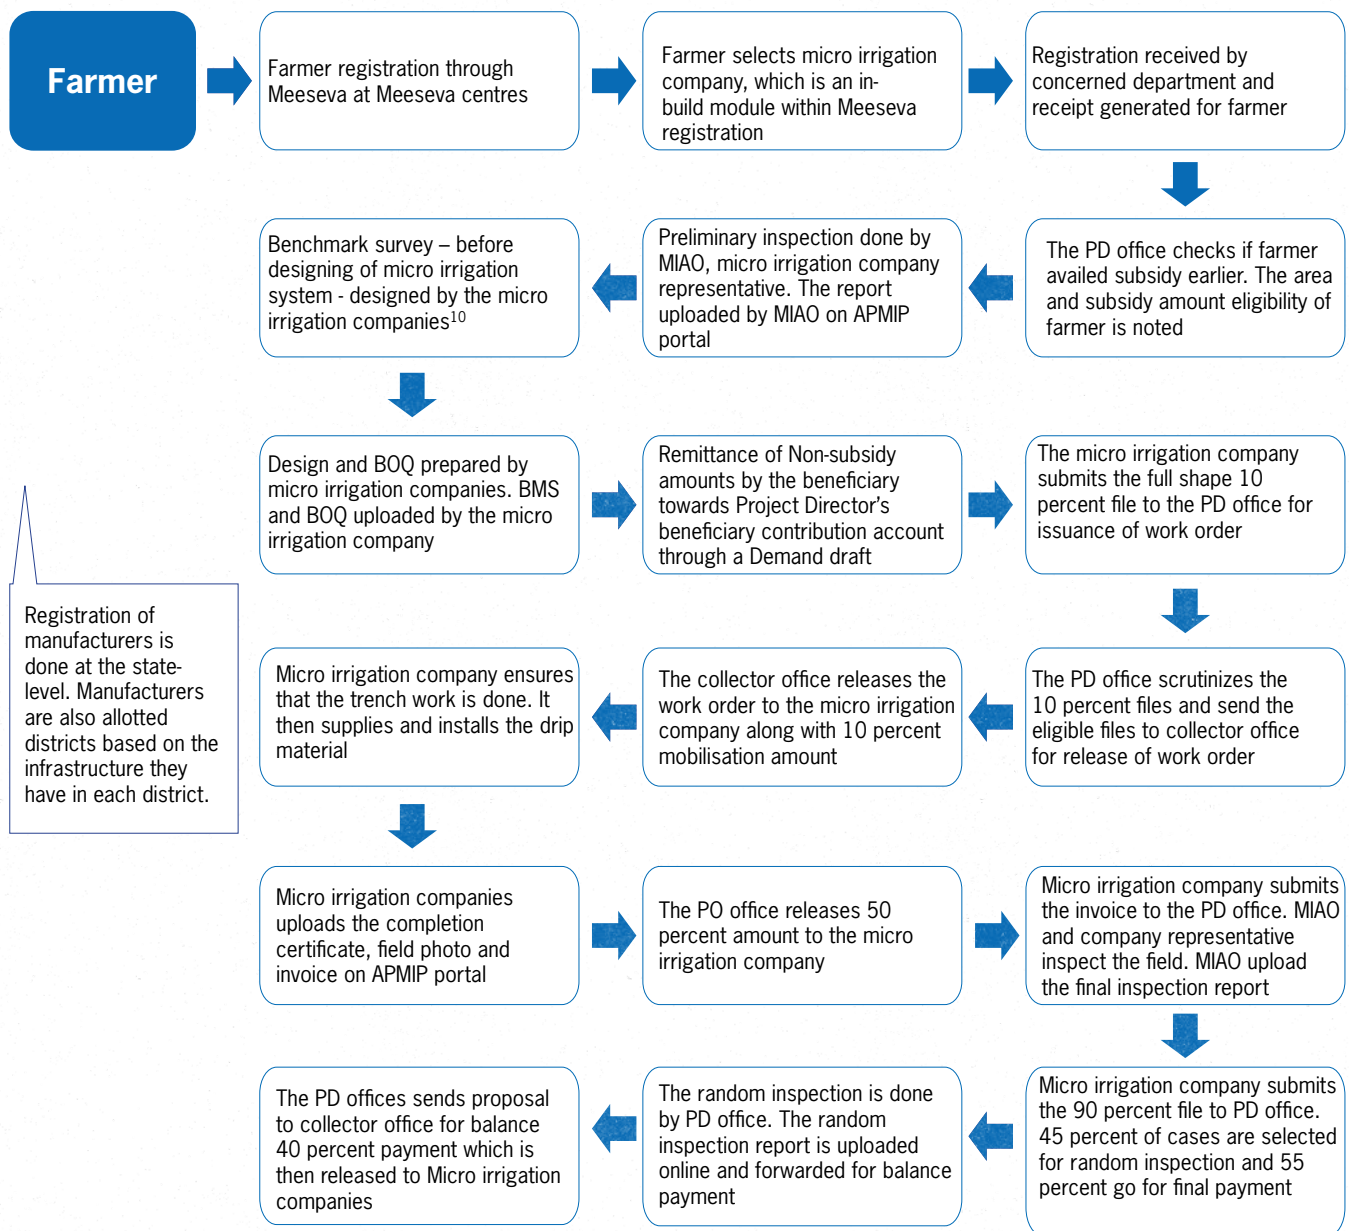 Farmer
Farmer registration through
Meeseva at Meeseva centres
Farmer selects micro irrigation
company, which is an in-
build module within Meeseva
registration
Registration received by
concerned department and
receipt generated for farmer
The PD office checks if farmer
availed subsidy earlier. The area
and subsidy amount eligibility of
farmer is noted
Preliminary inspection done by
MIAO, micro irrigation company
representative. The report
uploaded by MIAO on APMIP
portal
Benchmark survey – before
designing of micro irrigation
system - designed by the micro
irrigation companies10
Design and BOQ prepared by
micro irrigation companies. BMS
and BOQ uploaded by the micro
irrigation company
Remittance of Non-subsidy
amounts by the beneficiary
towards Project Director's
beneficiary contribution account
through a Demand draft
The micro irrigation company
submits the full shape 10
percent file to the PD office for
issuance of work order
Registration of
manufacturers is
done at the state-
level. Manufacturers
are also allotted
districts based on the
infrastructure they
have in each district.
The PD office scrutinizes the
10 percent files and send the
eligible files to collector office
for release of work order
The collector office releases the
work order to the micro irrigation
company along with 10 percent
mobilisation amount
Micro irrigation company ensures
that the trench work is done. It
then supplies and installs the drip
material
Micro irrigation companies
uploads the completion
certificate, field photo and
invoice on APMIP portal
The PO office releases 50
percent amount to the micro
irrigation company
Micro irrigation company submits
the invoice to the PD office. MIAO
and company representative
inspect the field. MIAO upload
the final inspection report
Micro irrigation company submits
the 90 percent file to PD office.
45 percent of cases are selected
for random inspection and 55
percent go for final payment
The random inspection is done
by PD office. The random
inspection report is uploaded
online and forwarded for balance
payment
The PD offices sends proposal
to collector office for balance
40 percent payment which is
then released to Micro irrigation
companies